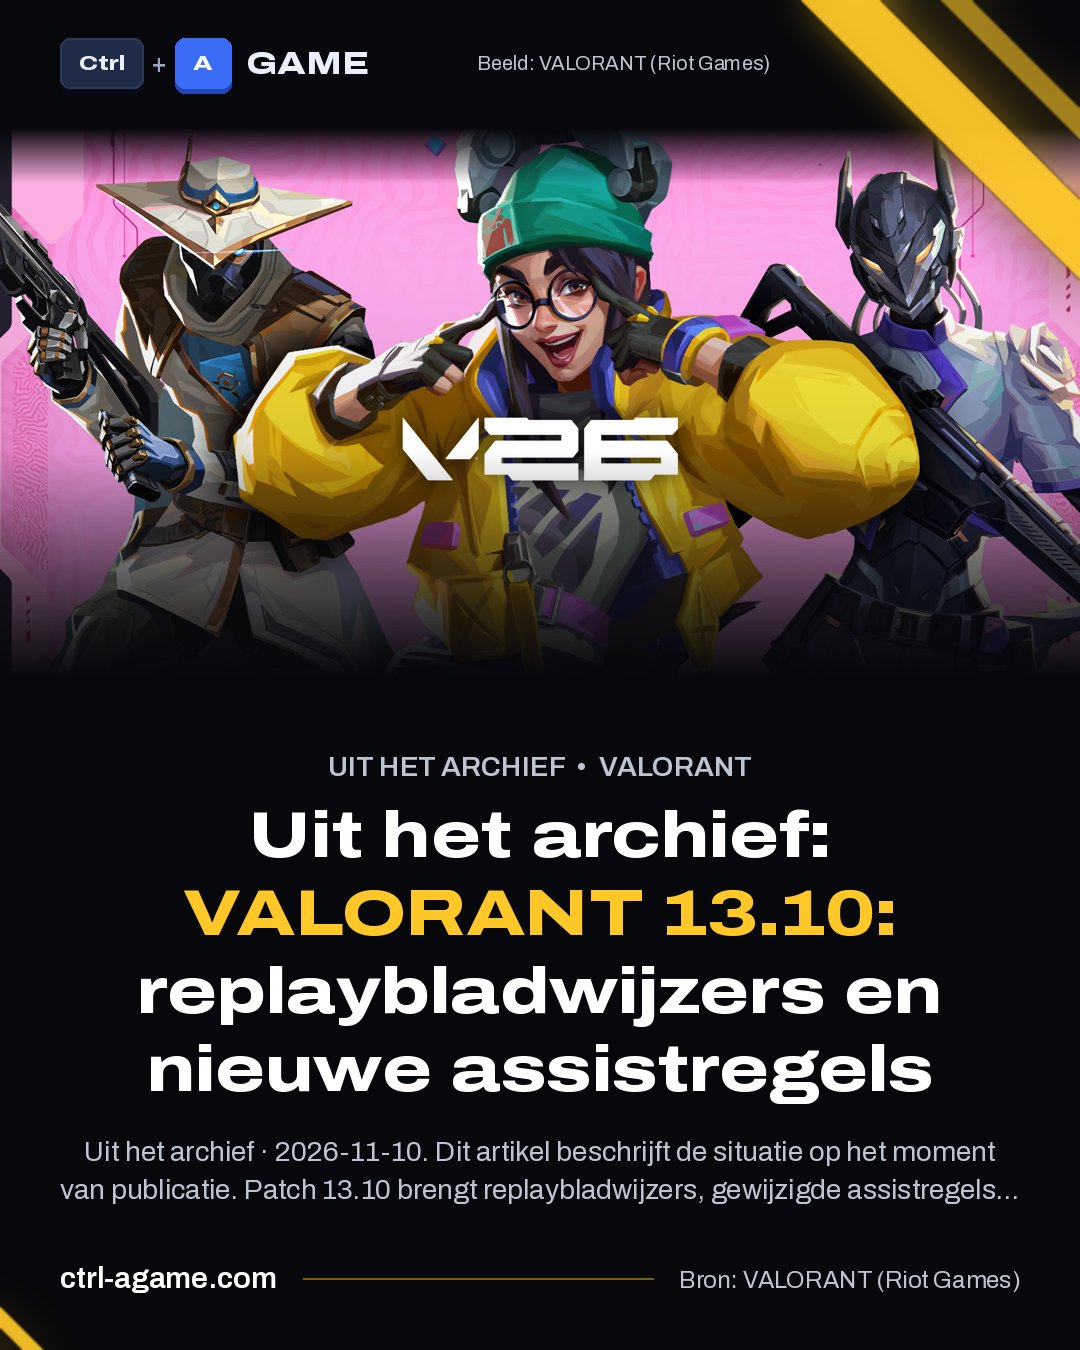 Ctrl + A GAME
Beeld: VALORANT (Riot Games)
V26
UIT HET ARCHIEF • VALORANT
Uit het archief:
VALORANT 13.10:
replaybladwijzers en
nieuwe assistregels
Uit het archief · 2026-11-10. Dit artikel beschrijft de situatie op het moment
van publicatie. Patch 13.10 brengt replaybladwijzers, gewijzigde assistregels...
ctrl-agame.com
Bron: VALORANT (Riot Games)